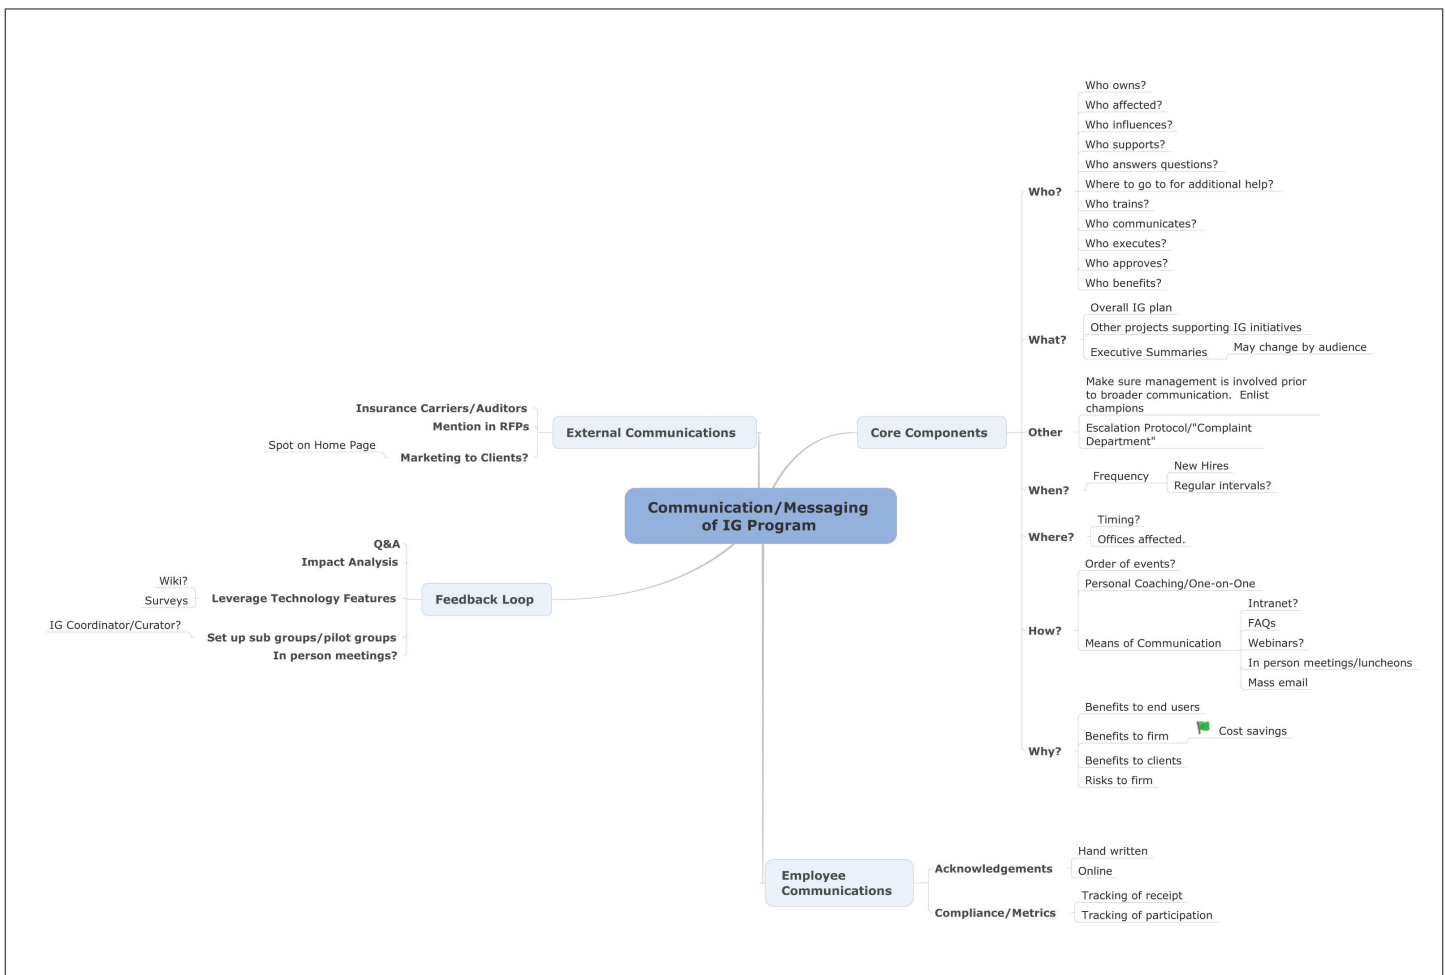 Communication/Messaging
of IG Program
Core Components
Who?
Who owns?
Who affected?
Who influences?
Who supports?
Who answers questions?
Where to go to for additional help?
Who trains?
Who communicates?
Who executes?
Who approves?
Who benefits?
What?
Overall IG plan
Other projects supporting IG initiatives
Executive Summaries
May change by audience
Other
Make sure management is involved prior
to broader communication.  Enlist
champions
Escalation Protocol/"Complaint
Department"
When?
Frequency
New Hires
Regular intervals?
Where?
Timing?
Offices affected.
How?
Order of events?
Personal Coaching/One-on-One
Means of Communication
Intranet?
FAQs
Webinars?
In person meetings/luncheons
Mass email
Why?
Benefits to end users
Benefits to firm
Cost savings
Benefits to clients
Risks to firm
Employee
Communications
Acknowledgements
Hand written
Online
Compliance/Metrics
Tracking of receipt
Tracking of participation
Feedback Loop
Q&A
Impact Analysis
Leverage Technology Features
Wiki?
Surveys
Set up sub groups/pilot groups
IG Coordinator/Curator?
In person meetings?
External Communications
Insurance Carriers/Auditors
Mention in RFPs
Marketing to Clients?
Spot on Home Page